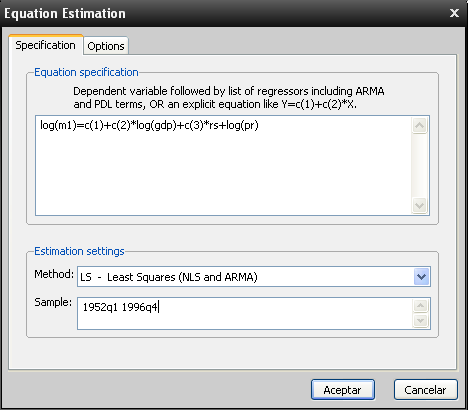 Equation Estimation
Specification
Options
Equation specification
Dependent variable followed by list of regressors including ARMA
and PDL terms, OR an explicit equation like Y=c(1)+c(2)*X.
log(m1)=c(1)+c(2)*log(gdp)+c(3)*rs+log(pr)
Estimation settings
Method: LS - Least Squares (NLS and ARMA)
Sample: 1952q1 1996q4
Aceptar
Cancelar